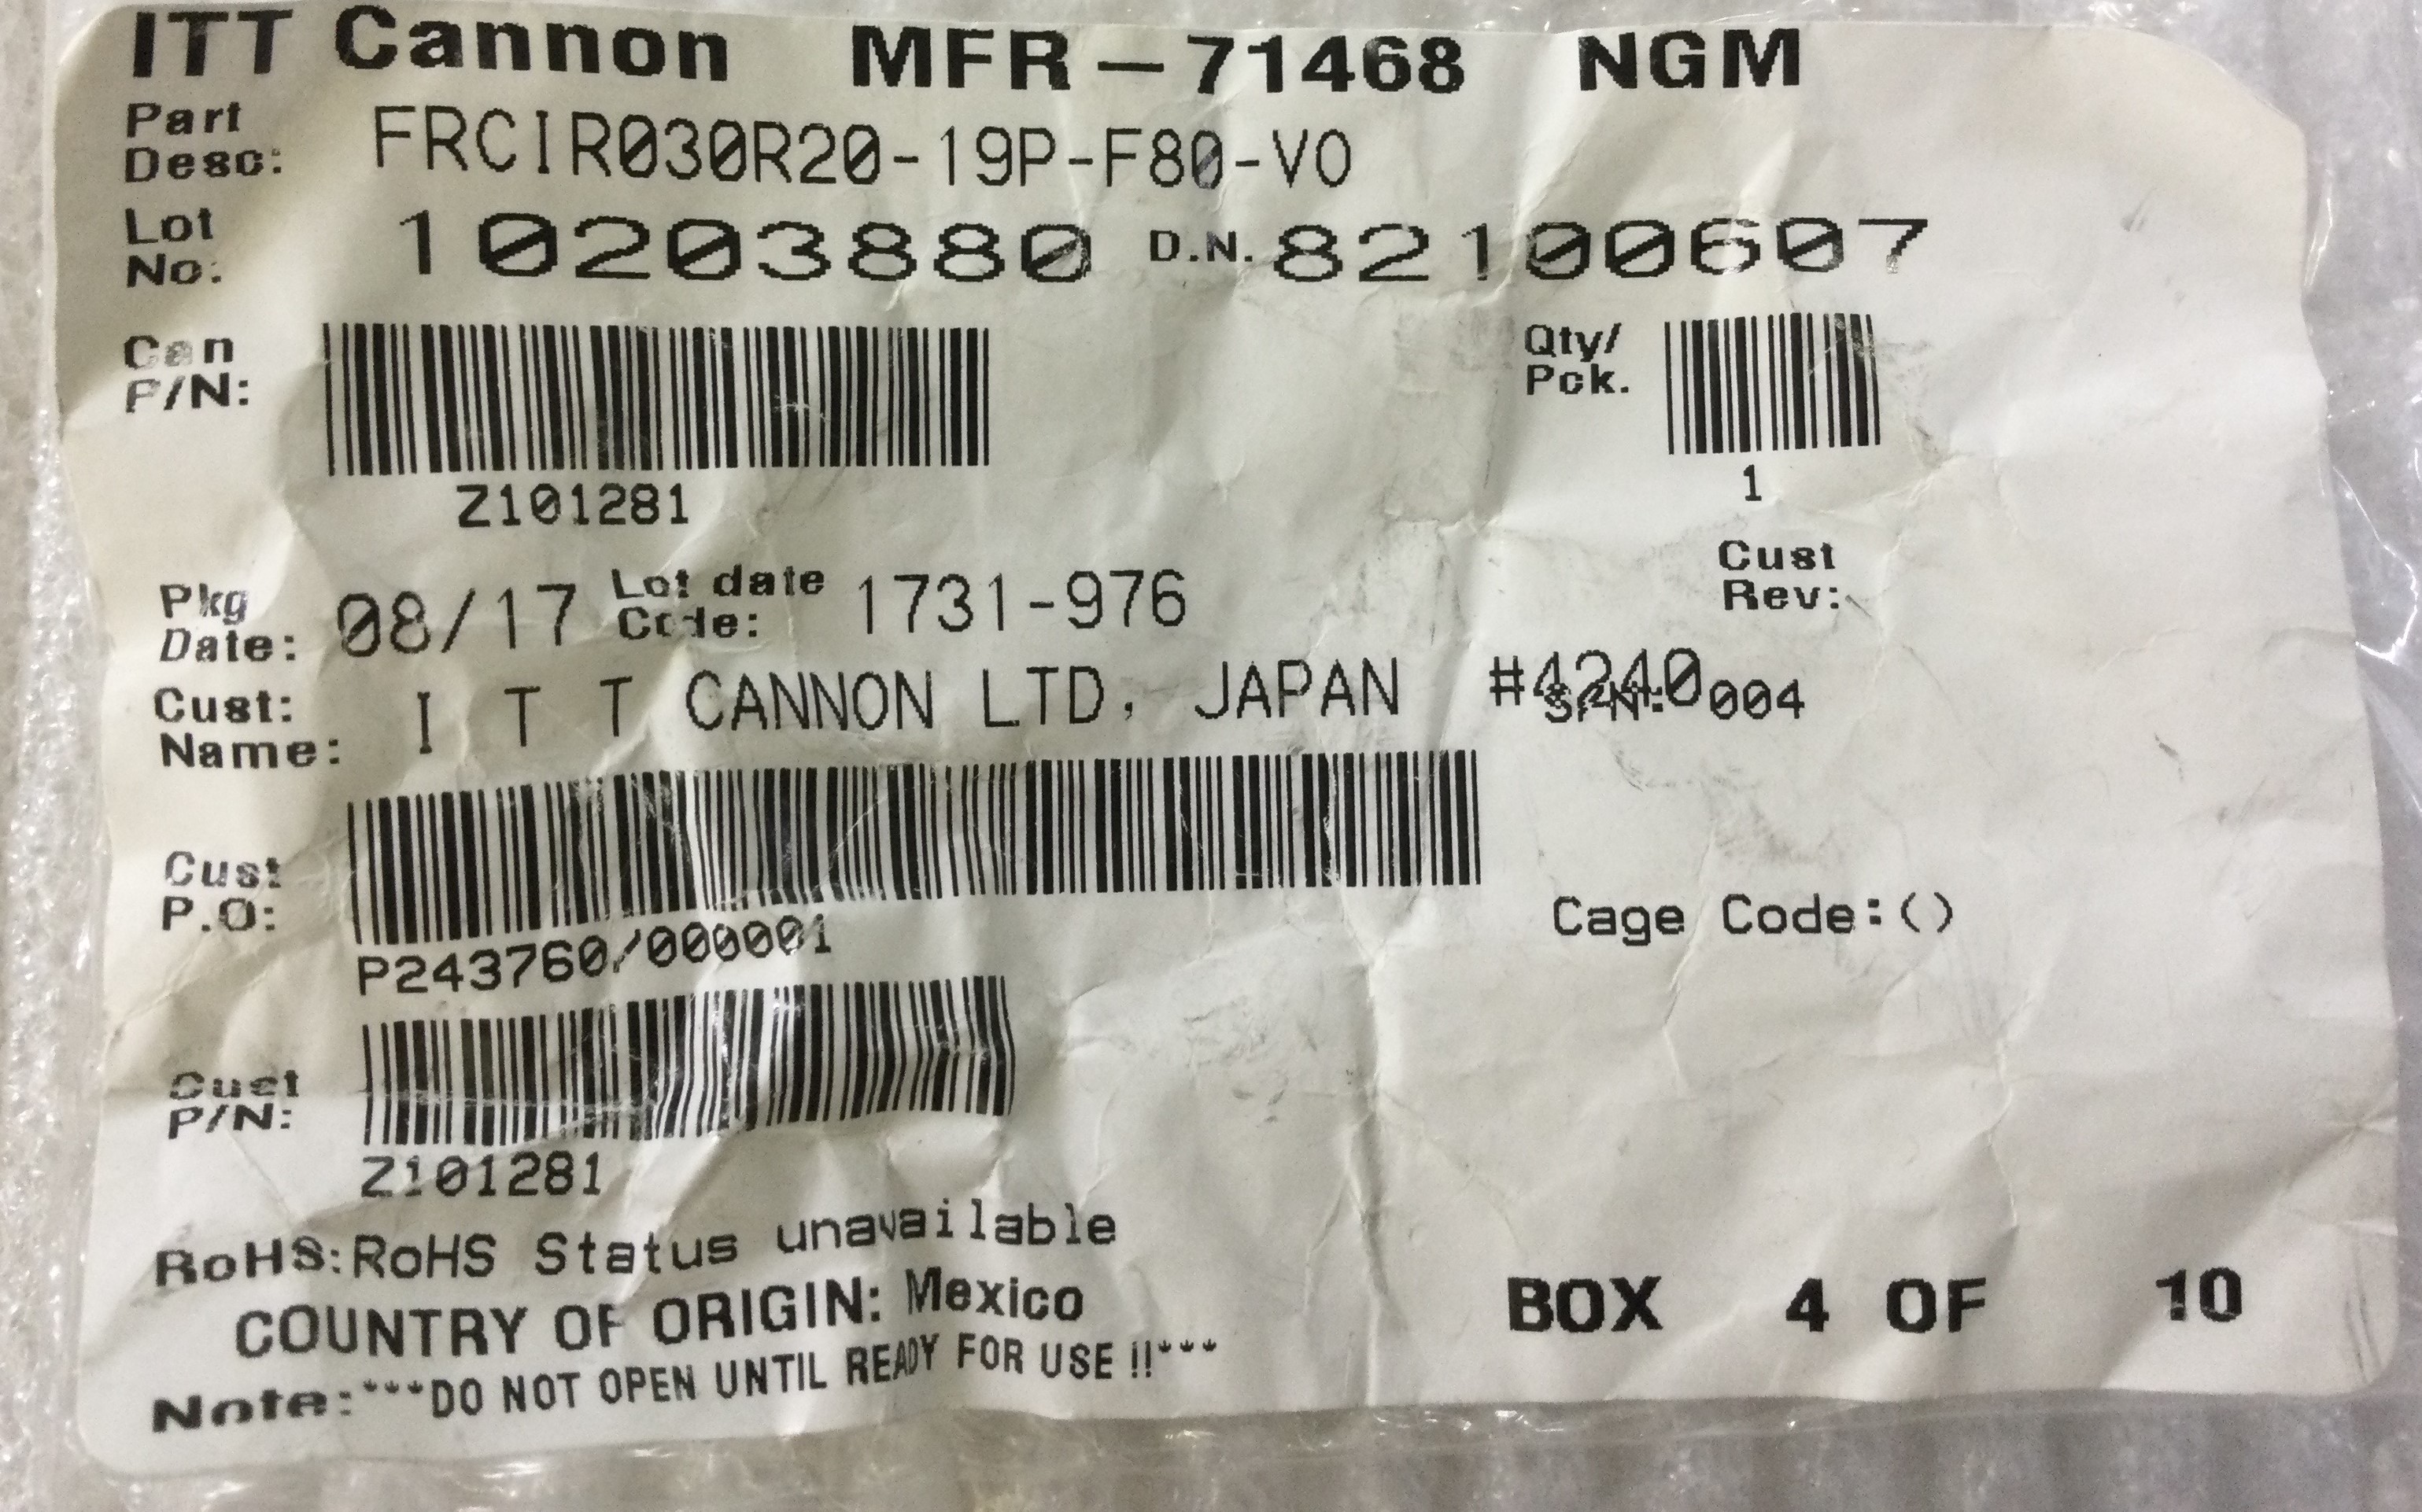 ITT Cannon MFR-71468 NGM
Part Desc: FRCIR030R20-19P-F80-V0
Lot No: 10203880 D.N. 82100607
Can P/N: Qty/ Pck.
Z101281 1
Cust Rev:
Pkg Date: 08/17 Lot date Code: 1731-976
Cust: Name: I T T CANNON LTD, JAPAN #4240 S/N: 004
Cust P.O: Cage Code:()
P243760/000001
Cust P/N:
Z101281
RoHS:RoHS Status unavailable
COUNTRY OF ORIGIN: Mexico
BOX 4 OF 10
Note:***DO NOT OPEN UNTIL READY FOR USE !!***